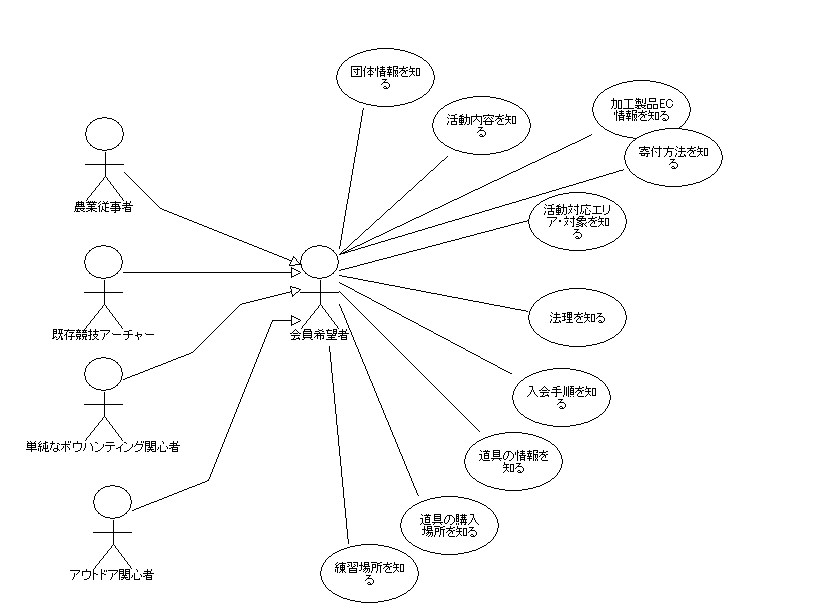 団体情報を知
る
活動内容を知
る
加工製品EC
情報を知る
寄付方法を知
る
活動対応エリ
ア・対象を知
る
農業従事者
既存競技アーチャー
会員希望者
法理を知る
入会手順を知
る
単純なボウハンティング関心者
道具の情報を
知る
道具の購入
場所を知る
アウトドア関心者
練習場所を知
る